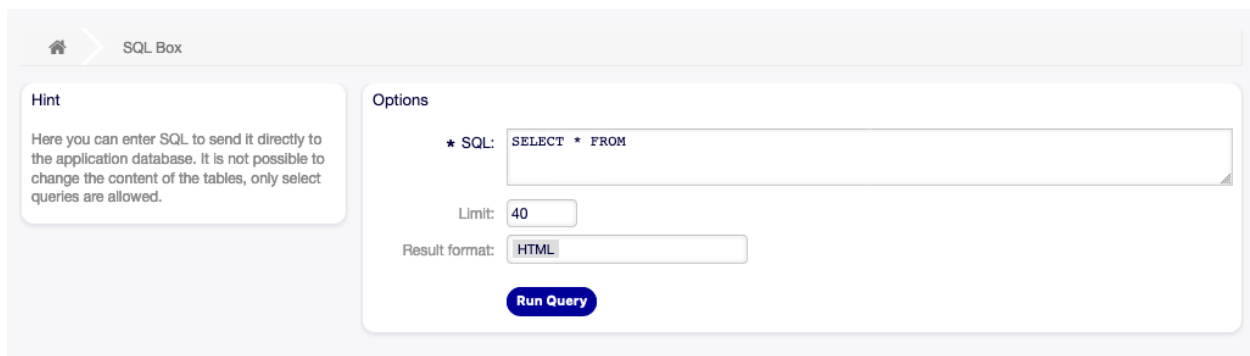 SQL Box
Hint
Here you can enter SQL to send it directly to
the application database. It is not possible to
change the content of the tables, only select
queries are allowed.
Options
★ SQL:
SELECT * FROM
Limit:
40
Result format:
HTML
Run Query